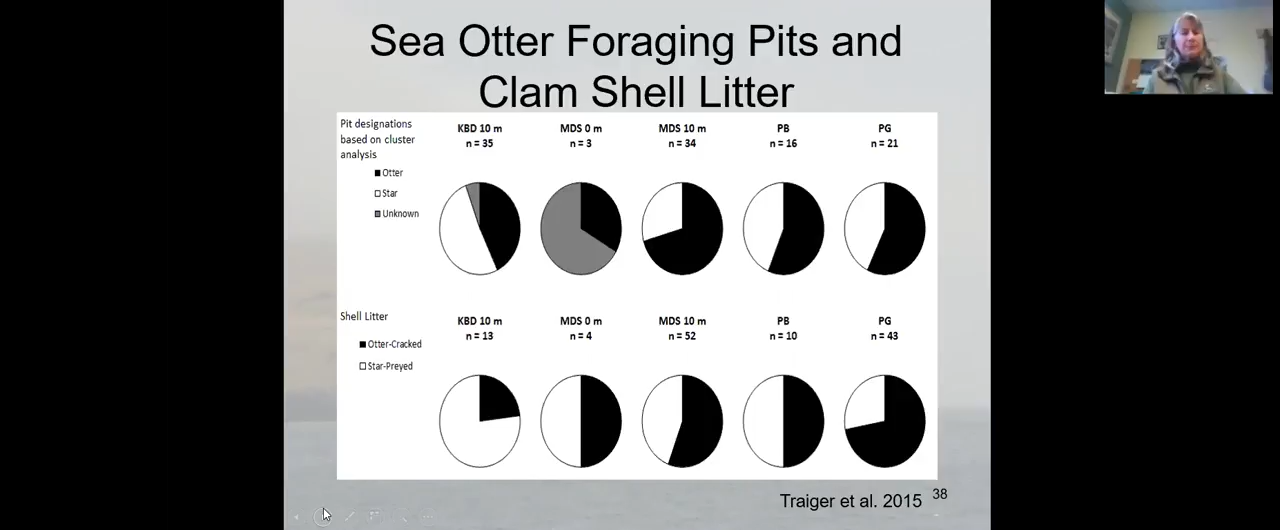 Sea Otter Foraging Pits and
Clam Shell Litter
Pit designations
based on cluster
analysis
Otter
Star
Unknown
KBD 10 m
n = 35
MDS 0 m
n = 3
MDS 10 m
n = 34
PB
n = 16
PG
n = 21
Shell Litter
Otter-Cracked
Star-Preyed
KBD 10 m
n = 13
MDS 0 m
n = 4
MDS 10 m
n = 52
PB
n = 10
PG
n = 43
Traiger et al. 2015
38